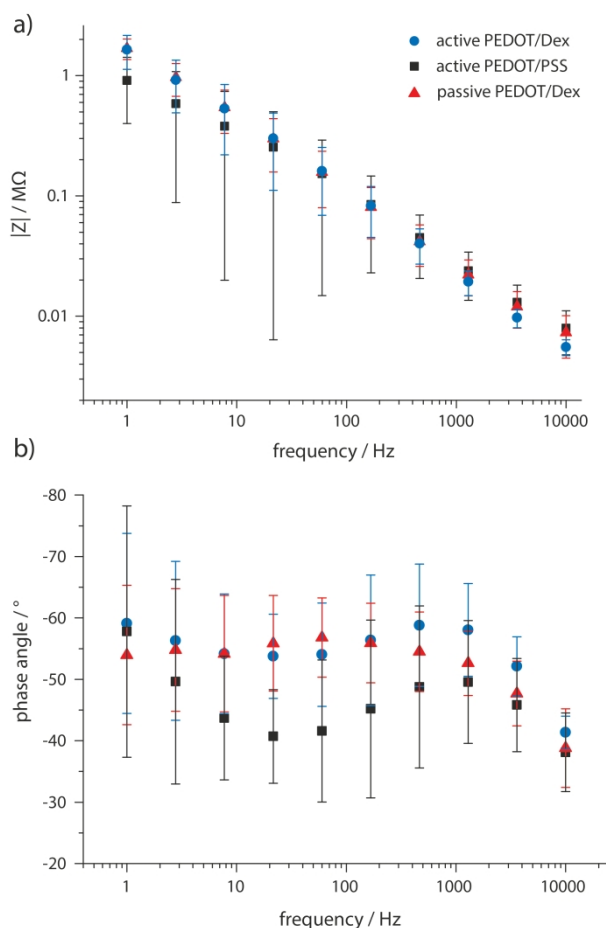 a)
active PEDOT/Dex
active PEDOT/PSS
passive PEDOT/Dex
|Z| / MΩ
1
0.1
0.01
1 10 100 1000 10000
frequency / Hz
b)
phase angle / °
-80
-70
-60
-50
-40
-30
-20
1 10 100 1000 10000
frequency / Hz